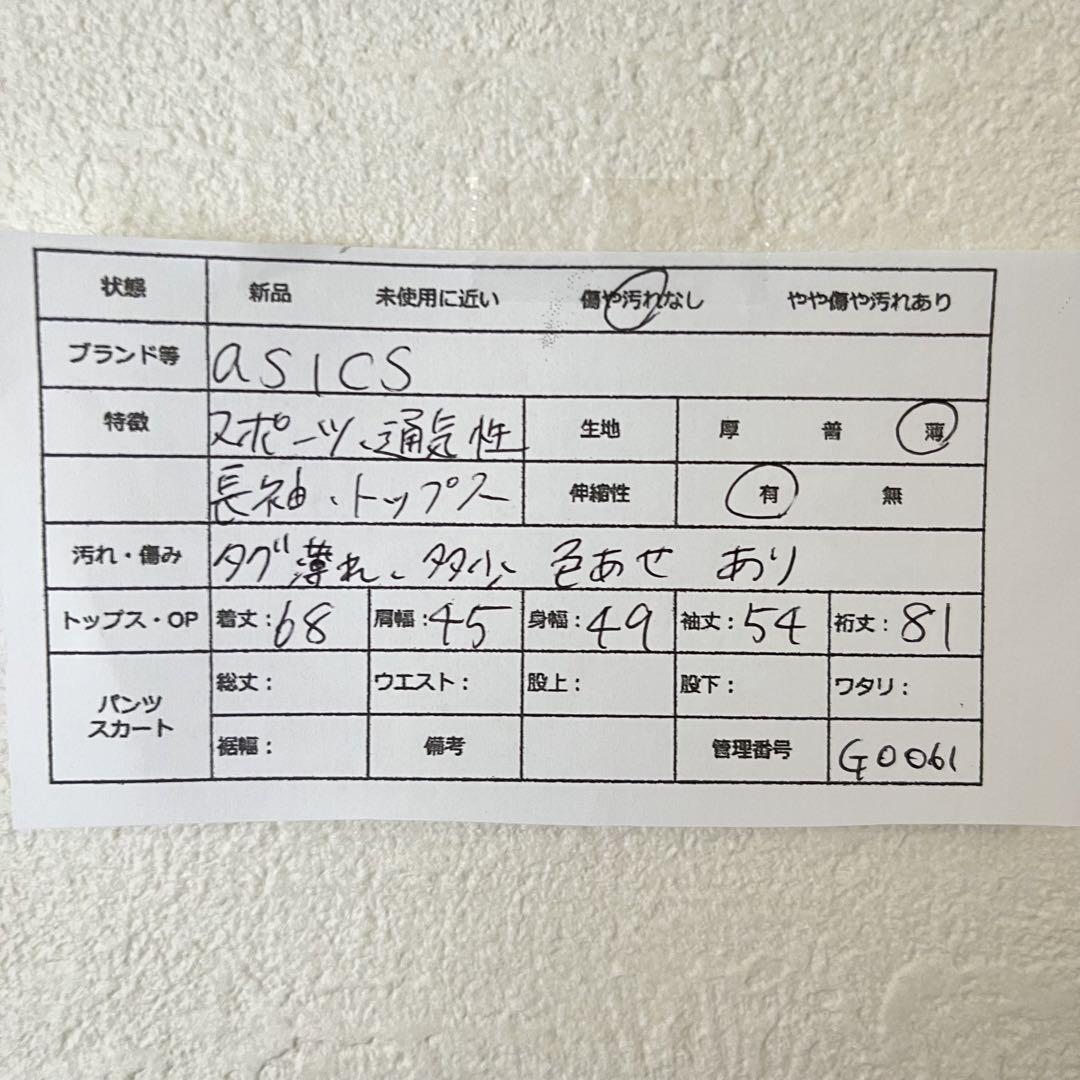 状態 新品 未使用に近い 傷や汚れなし やや傷や汚れあり
ブランド等 asics
特徴 スポーツ、通気性 生地 厚 普 薄
長袖、トップス 伸縮性 有 無
汚れ・傷み タグ薄れ、多少、色あせ あり
トップス・OP 着丈：68 肩幅：45 身幅：49 袖丈：54 裄丈：81
パンツ スカート 総丈： ウエスト： 股上： 股下： ワタリ：
裾幅： 備考 管理番号 G0061